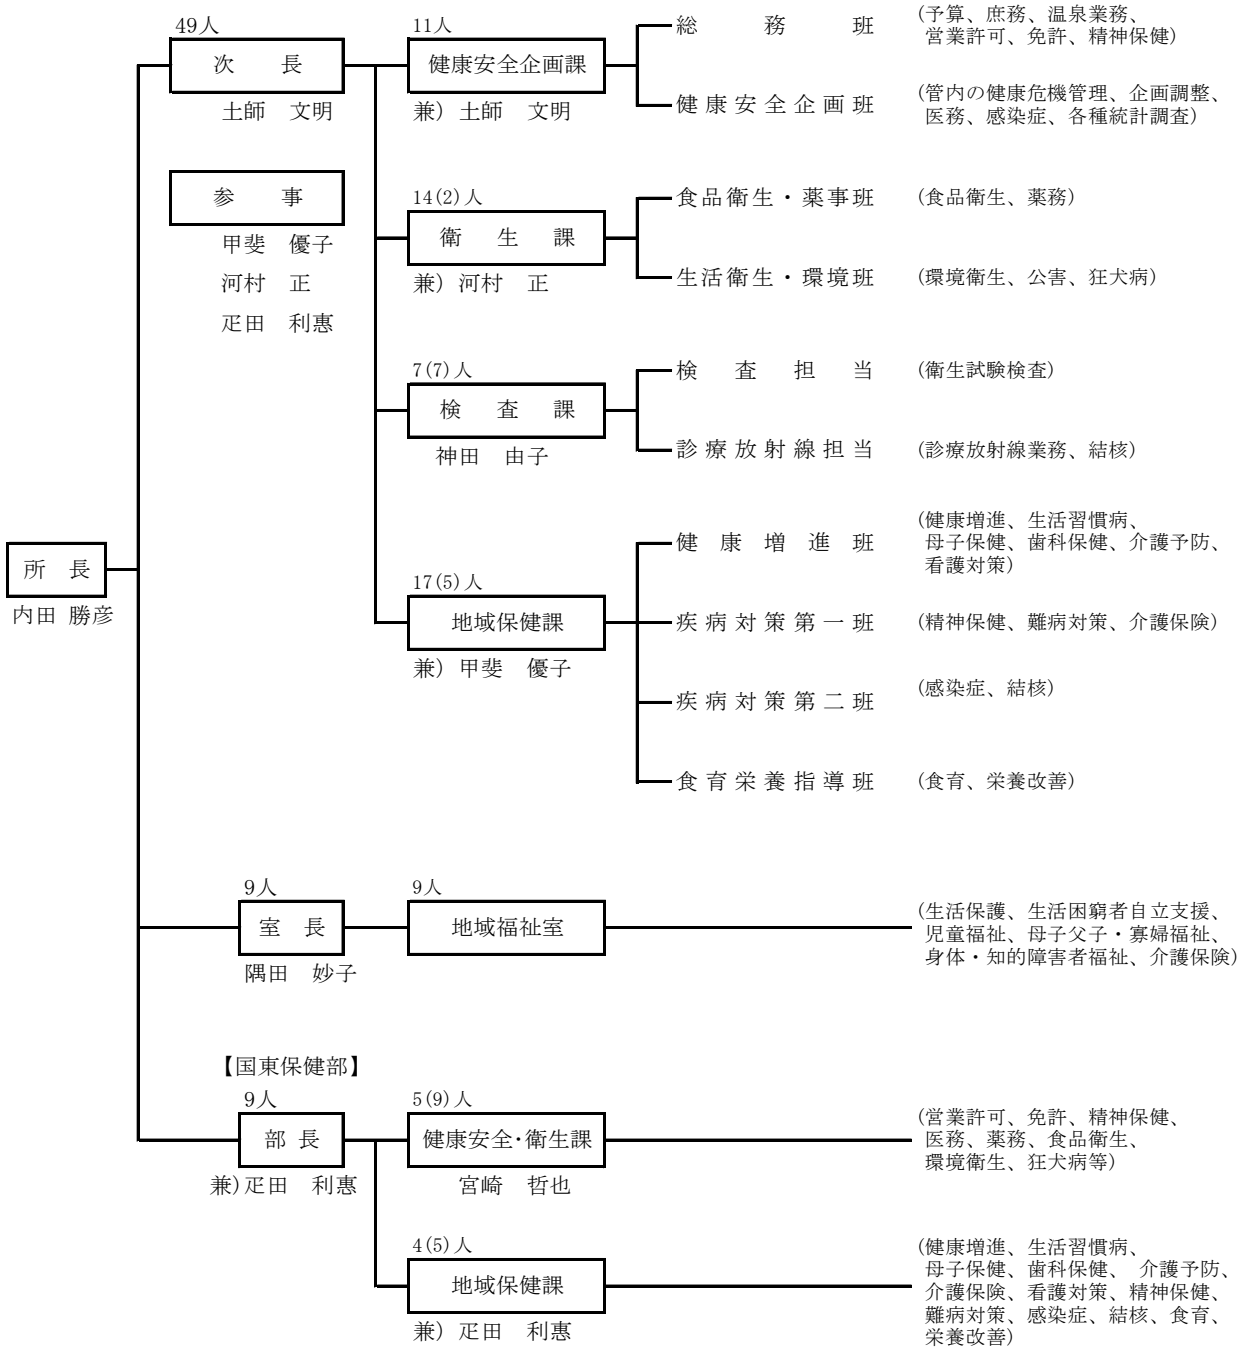 49人
次　長
土師　文明
参　事
甲斐　優子
河村　正
疋田　利惠
11人
健康安全企画課
兼）土師　文明
総務班
(予算、庶務、温泉業務、
営業許可、免許、精神保健)
健康安全企画班
(管内の健康危機管理、企画調整、
医務、感染症、各種統計調査)
14(2)人
衛　生　課
兼）河村　正
食品衛生・薬事班
(食品衛生、薬務)
生活衛生・環境班
(環境衛生、公害、狂犬病)
7(7)人
検　査　課
神田　由子
検査担当
(衛生試験検査)
診療放射線担当
(診療放射線業務、結核)
所　長
内田 勝彦
17(5)人
地域保健課
兼）甲斐　優子
健康増進班
(健康増進、生活習慣病、
母子保健、歯科保健、介護予防、
看護対策)
疾病対策第一班
(精神保健、難病対策、介護保険)
疾病対策第二班
(感染症、結核)
食育栄養指導班
(食育、栄養改善)
9人
室　長
隅田　妙子
9人
地域福祉室
(生活保護、生活困窮者自立支援、
児童福祉、母子父子・寡婦福祉、
身体・知的障害者福祉、介護保険)
【国東保健部】
9人
部 長
兼)疋田　利惠
5(9)人
健康安全・衛生課
宮崎　哲也
(営業許可、免許、精神保健、
医務、薬務、食品衛生、
環境衛生、狂犬病等)
4(5)人
地域保健課
兼）疋田　利惠
(健康増進、生活習慣病、
母子保健、歯科保健、 介護予防、
介護保険、看護対策、精神保健、
難病対策、感染症、結核、食育、
栄養改善)